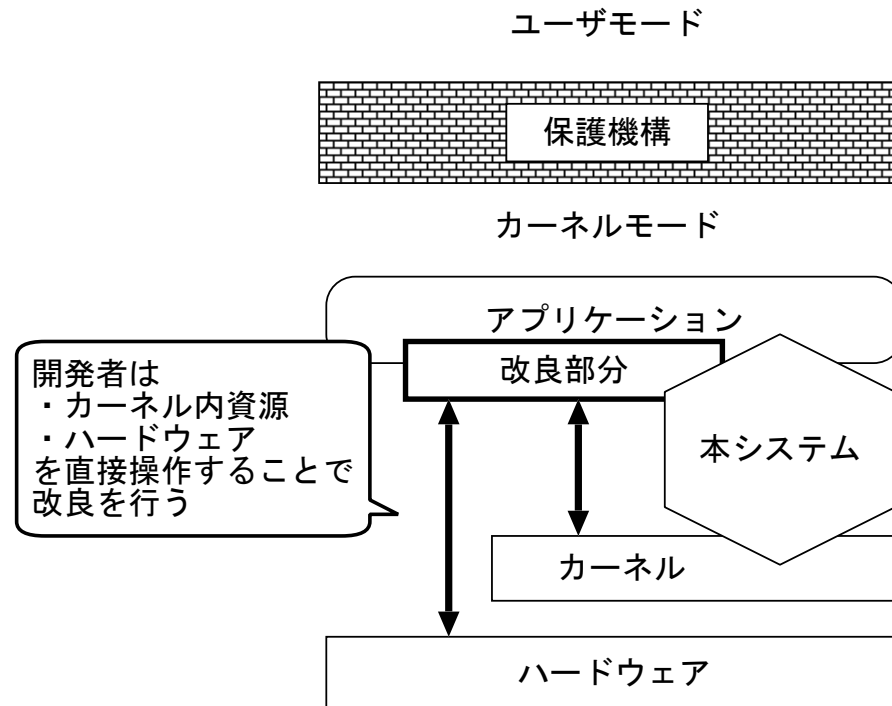 ユーザモード
保護機構
カーネルモード
アプリケーション
改良部分
開発者は
・カーネル内資源
・ハードウェア
を直接操作することで
改良を行う
本システム
カーネル
ハードウェア